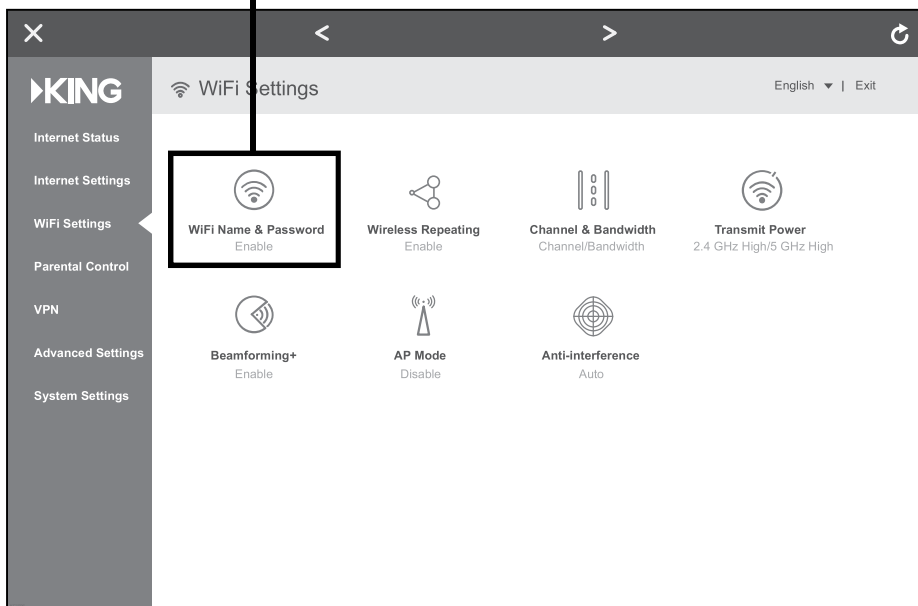 KING
WiFi Settings
English | Exit
Internet Status
Internet Settings
WiFi Settings
Parental Control
VPN
Advanced Settings
System Settings
WiFi Name & Password
Enable
Wireless Repeating
Enable
Channel & Bandwidth
Channel/Bandwidth
Transmit Power
2.4 GHz High/5 GHz High
Beamforming+
Enable
AP Mode
Disable
Anti-interference
Auto